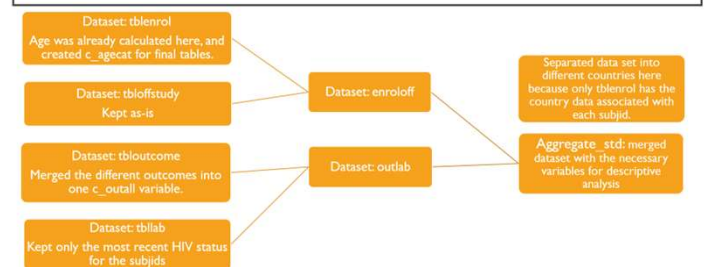 Dataset: tblenrol
Age was already calculated here, and
created c_agecat for final tables.
Dataset: tbloffstudy
Kept as-is
Dataset: tbloutcome
Merged the different outcomes into
one c_outall variable.
Dataset: tbllab
Kept only the most recent HIV status
for the subjids
Dataset: enroloff
Dataset: outlab
Separated data set into
different countries here
because only tblenrol has the
country data associated with
each subjid.
Aggregate_std: merged
dataset with the necessary
variables for descriptive
analysis